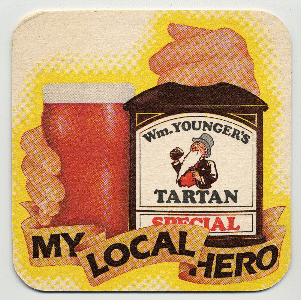 Wm. YOUNGER'S
TARTAN
SPECIAL
MY LOCAL HERO